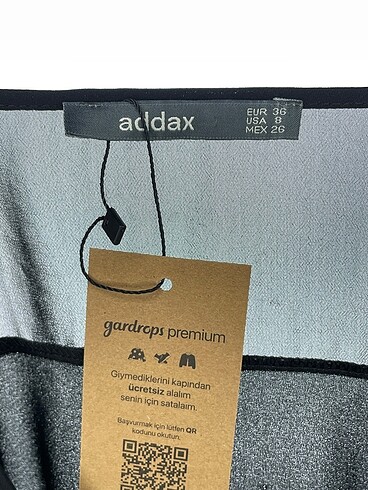 addax
EUR 36
USA 8
MEX 26
gardrops premium
Giymediklerini kapından
ücretsiz alalım
senin için satalım.
Başvurmak için lütfen QR
kodunu okutun.